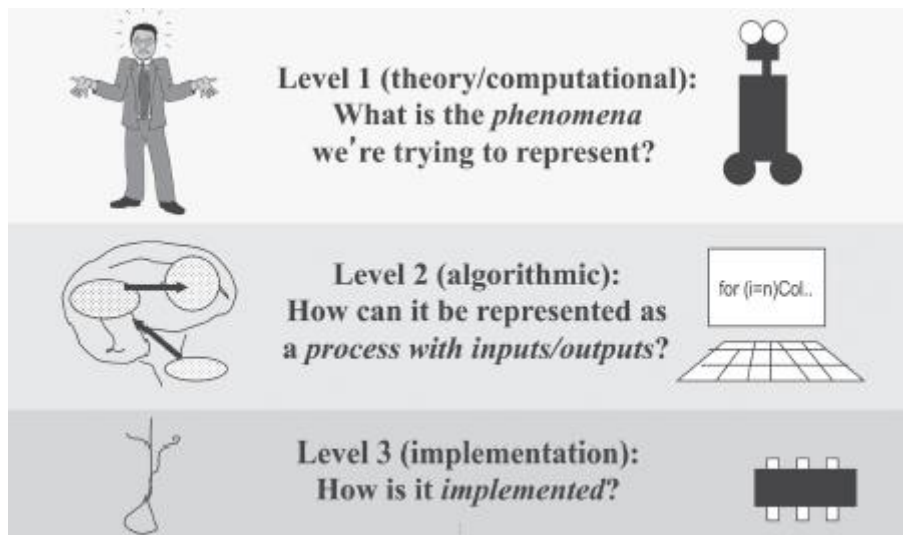 Level 1 (theory/computational):
What is the phenomena
we're trying to represent?
Level 2 (algorithmic):
How can it be represented as
a process with inputs/outputs?
for (i=n)Col..
Level 3 (implementation):
How is it implemented?